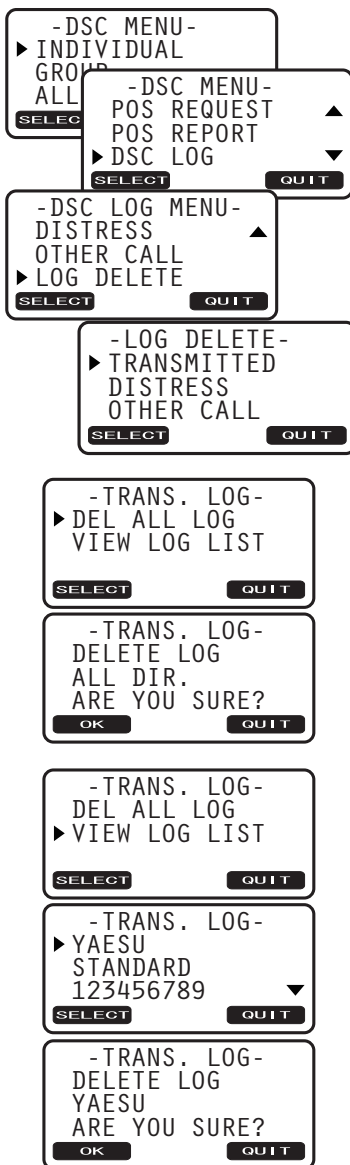 -DSC MENU-
INDIVIDUAL
-DSC MENU-
POS REQUEST
POS REPORT
DSC LOG
SELECT QUIT
-DSC LOG MENU-
DISTRESS
OTHER CALL
LOG DELETE
SELECT QUIT
-LOG DELETE-
TRANSMITTED
DISTRESS
OTHER CALL
SELECT QUIT
-TRANS. LOG-
DEL ALL LOG
VIEW LOG LIST
SELECT QUIT
-TRANS. LOG-
DELETE LOG
ALL DIR.
ARE YOU SURE?
OK QUIT
-TRANS. LOG-
DEL ALL LOG
VIEW LOG LIST
SELECT QUIT
-TRANS. LOG-
YAESU
STANDARD
123456789
SELECT QUIT
-TRANS. LOG-
DELETE LOG
YAESU
ARE YOU SURE?
OK QUIT